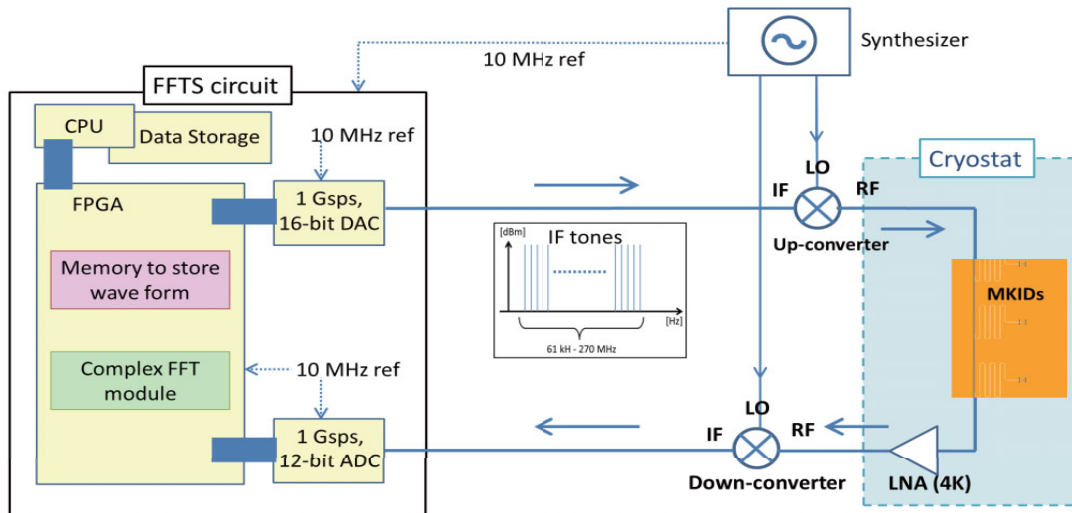 Synthesizer
10 MHz ref
FFTS circuit
CPU
Data Storage
10 MHz ref
FPGA
1 Gsps,
16-bit DAC
LO
IF
RF
Up-converter
Cryostat
[dBm]
IF tones
[Hz]
61 kH - 270 MHz
Memory to store
wave form
MKIDs
Complex FFT
module
10 MHz ref
1 Gsps,
12-bit ADC
LO
IF
RF
Down-converter
LNA (4K)